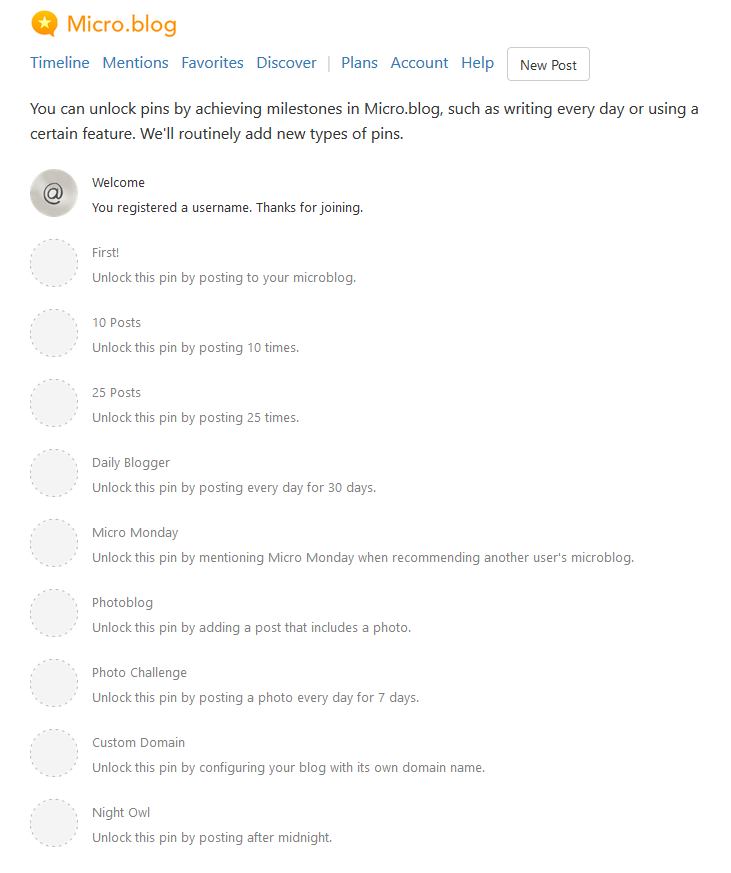 Micro.blog
Timeline Mentions Favorites Discover | Plans Account Help New Post
You can unlock pins by achieving milestones in Micro.blog, such as writing every day or using a
certain feature. We'll routinely add new types of pins.
@
Welcome
You registered a username. Thanks for joining.
First!
Unlock this pin by posting to your microblog.
10 Posts
Unlock this pin by posting 10 times.
25 Posts
Unlock this pin by posting 25 times.
Daily Blogger
Unlock this pin by posting every day for 30 days.
Micro Monday
Unlock this pin by mentioning Micro Monday when recommending another user's microblog.
Photoblog
Unlock this pin by adding a post that includes a photo.
Photo Challenge
Unlock this pin by posting a photo every day for 7 days.
Custom Domain
Unlock this pin by configuring your blog with its own domain name.
Night Owl
Unlock this pin by posting after midnight.